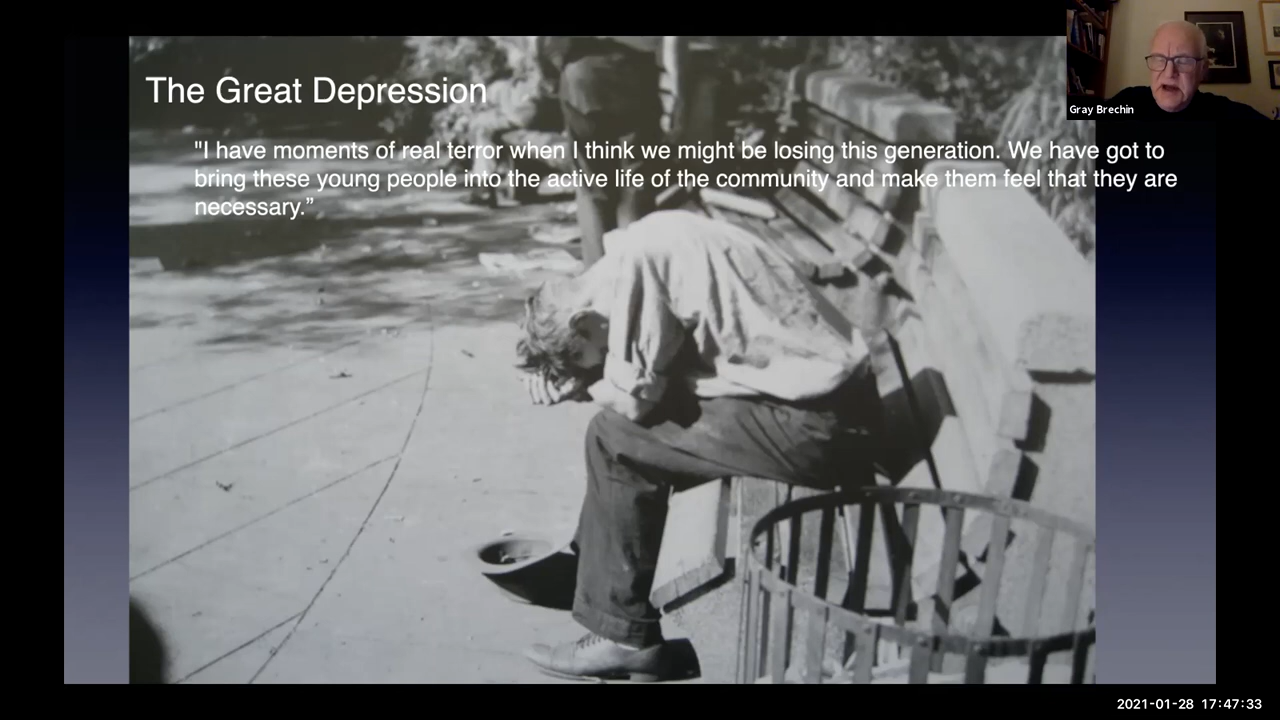 The Great Depression
"I have moments of real terror when I think we might be losing this generation. We have got to
bring these young people into the active life of the community and make them feel that they are
necessary.”
Gray Brechin
2021-01-28 17:47:33